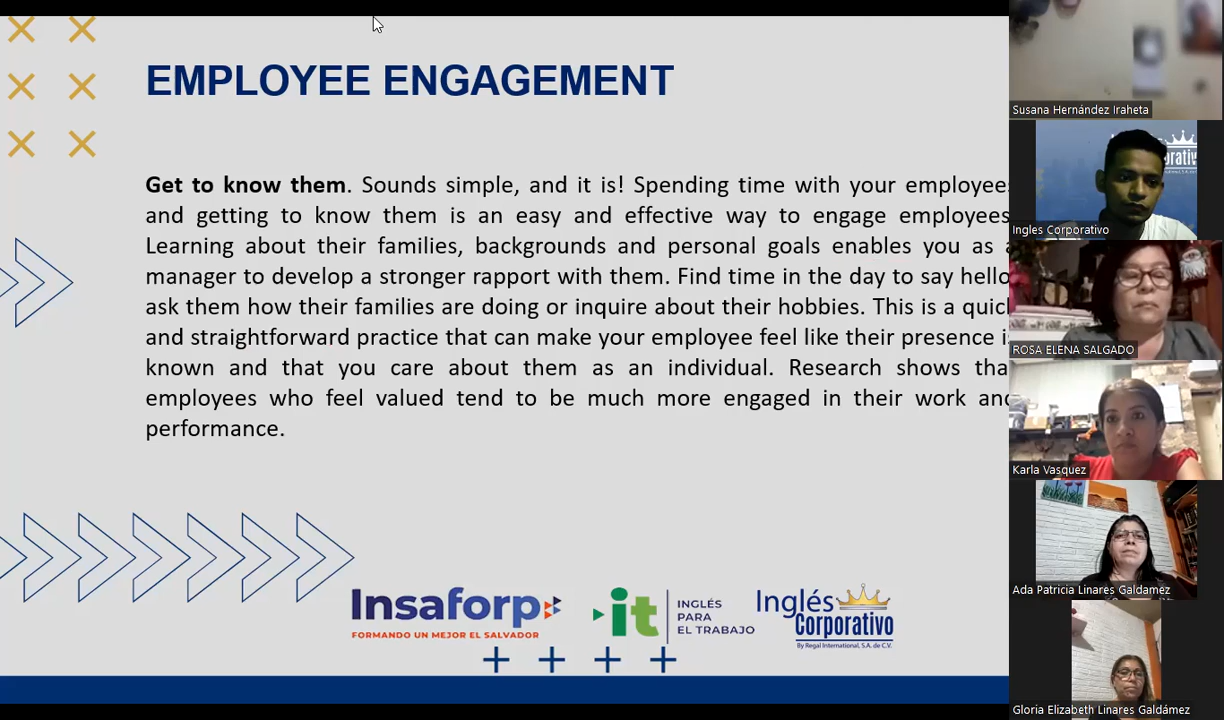 EMPLOYEE ENGAGEMENT
Get to know them. Sounds simple, and it is! Spending time with your employees
and getting to know them is an easy and effective way to engage employees.
Learning about their families, backgrounds and personal goals enables you as a
manager to develop a stronger rapport with them. Find time in the day to say hello,
ask them how their families are doing or inquire about their hobbies. This is a quick
and straightforward practice that can make your employee feel like their presence is
known and that you care about them as an individual. Research shows that
employees who feel valued tend to be much more engaged in their work and
performance.
Insaforp
FORMANDO UN MEJOR EL SALVADOR
it
INGLÉS
PARA
EL TRABAJO
Inglés
Corporativo
By Regal International, S.A. de C.V.
Susana Hernández Iraheta
Ingles Corporativo
ROSA ELENA SALGADO
Karla Vasquez
Ada Patricia Linares Galdamez
Gloria Elizabeth Linares Galdámez